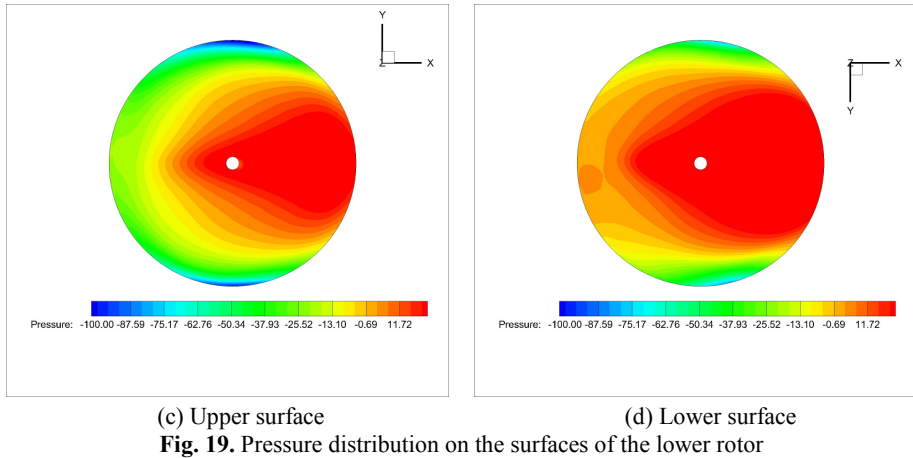 Y
Z X
Z X
Y
Pressure: -100.00 -87.59 -75.17 -62.76 -50.34 -37.93 -25.52 -13.10 -0.69 11.72
Pressure: -100.00 -87.59 -75.17 -62.76 -50.34 -37.93 -25.52 -13.10 -0.69 11.72
(c) Upper surface
(d) Lower surface
Fig. 19. Pressure distribution on the surfaces of the lower rotor